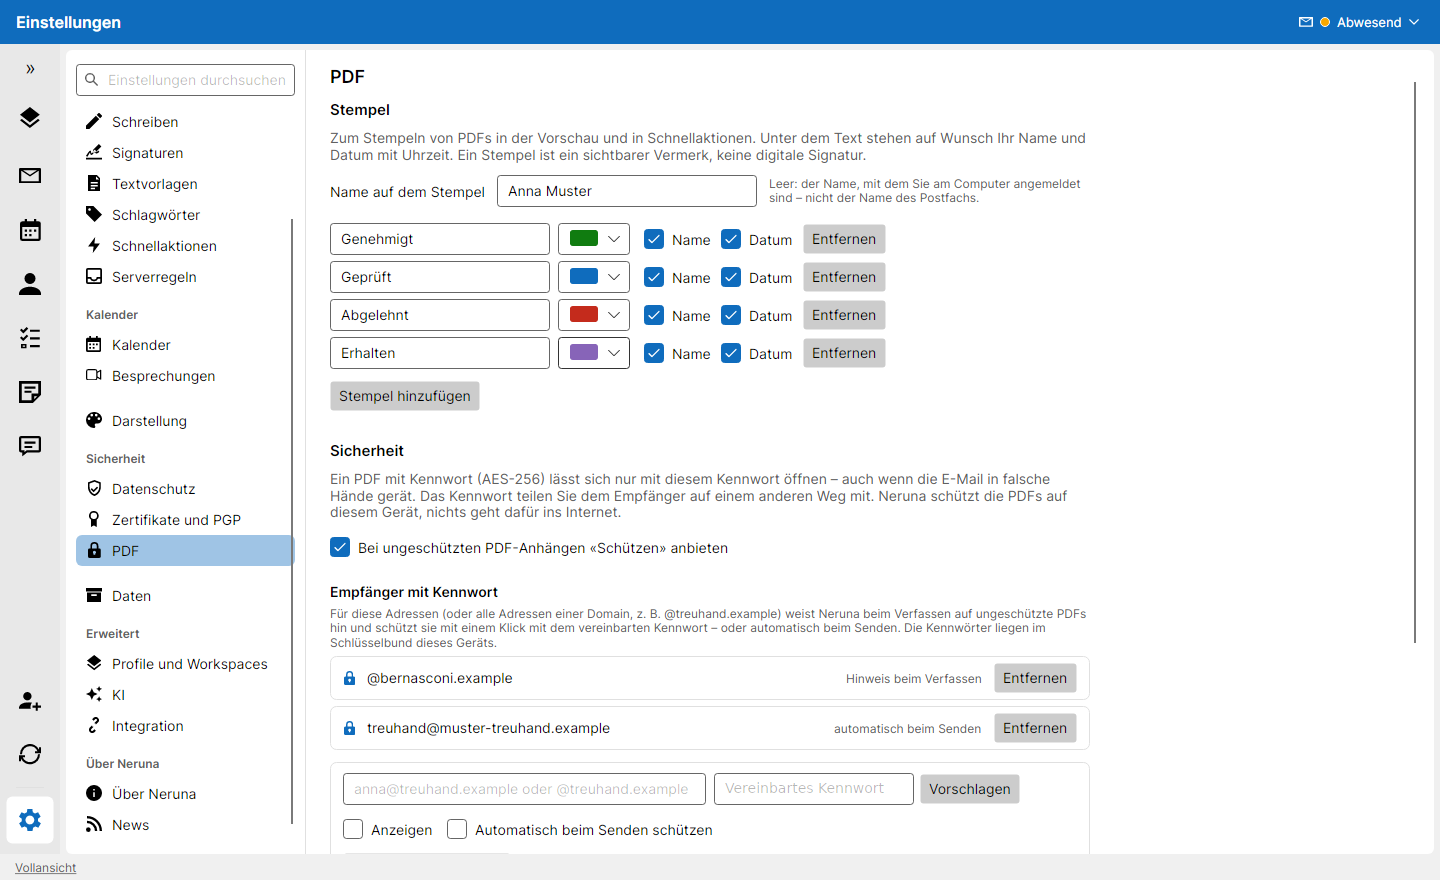 Einstellungen
Abwesend
Einstellungen durchsuchen
Schreiben
Signaturen
Textvorlagen
Schlagwörter
Schnellaktionen
Serverregeln
Kalender
Kalender
Besprechungen
Darstellung
Sicherheit
Datenschutz
Zertifikate und PGP
PDF
Daten
Erweitert
Profile und Workspaces
KI
Integration
Über Neruna
Über Neruna
News
Vollansicht
PDF
Stempel
Zum Stempeln von PDFs in der Vorschau und in Schnellaktionen. Unter dem Text stehen auf Wunsch Ihr Name und
Datum mit Uhrzeit. Ein Stempel ist ein sichtbarer Vermerk, keine digitale Signatur.
Name auf dem Stempel
Anna Muster
Leer: der Name, mit dem Sie am Computer angemeldet
sind – nicht der Name des Postfachs.
Genehmigt Name Datum Entfernen
Geprüft Name Datum Entfernen
Abgelehnt Name Datum Entfernen
Erhalten Name Datum Entfernen
Stempel hinzufügen
Sicherheit
Ein PDF mit Kennwort (AES-256) lässt sich nur mit diesem Kennwort öffnen – auch wenn die E-Mail in falsche
Hände gerät. Das Kennwort teilen Sie dem Empfänger auf einem anderen Weg mit. Neruna schützt die PDFs auf
diesem Gerät, nichts geht dafür ins Internet.
Bei ungeschützten PDF-Anhängen «Schützen» anbieten
Empfänger mit Kennwort
Für diese Adressen (oder alle Adressen einer Domain, z. B. @treuhand.example) weist Neruna beim Verfassen auf ungeschützte PDFs
hin und schützt sie mit einem Klick mit dem vereinbarten Kennwort – oder automatisch beim Senden. Die Kennwörter liegen im
Schlüsselbund dieses Geräts.
@bernasconi.example Hinweis beim Verfassen Entfernen
treuhand@muster-treuhand.example automatisch beim Senden Entfernen
anna@treuhand.example oder @treuhand.example Vereinbartes Kennwort Vorschlagen
Anzeigen Automatisch beim Senden schützen